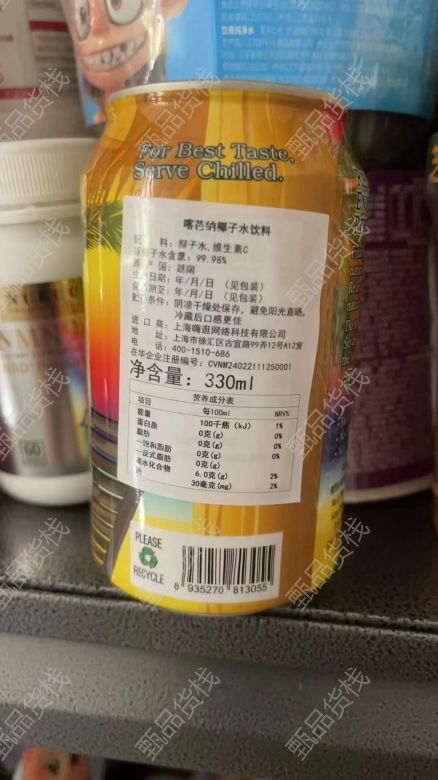 For Best Taste,
Serve Chilled.
喀芭纳椰子水饮料
料：椰子水,维生素C
椰子水含量：99.98%
国：越南
生产日期：年/月/日 （见包装）
保质期至：年/月/日 （见包装）
贮存条件：阴凉干燥处保存，避免阳光直晒，
冷藏后口感更佳
进 口 商：上海嗨逛网络科技有限公司
地 址：上海市徐汇区古宜路99弄12号A12室
电 话：400-1510-686
在华企业注册编号：CVNM24022111250001
净含量：330ml
营养成分表
项目 每100ml NRV%
能量 100千焦（kJ） 1%
蛋白质 0克(g) 0%
脂肪 0克(g) 0%
—饱和脂肪 0克(g) 0%
—反式脂肪 0克(g)
碳水化合物 6.0克(g) 2%
钠 30毫克(mg) 2%
PLEASE
RECYCLE
8 935270 813055
60
甄品货栈